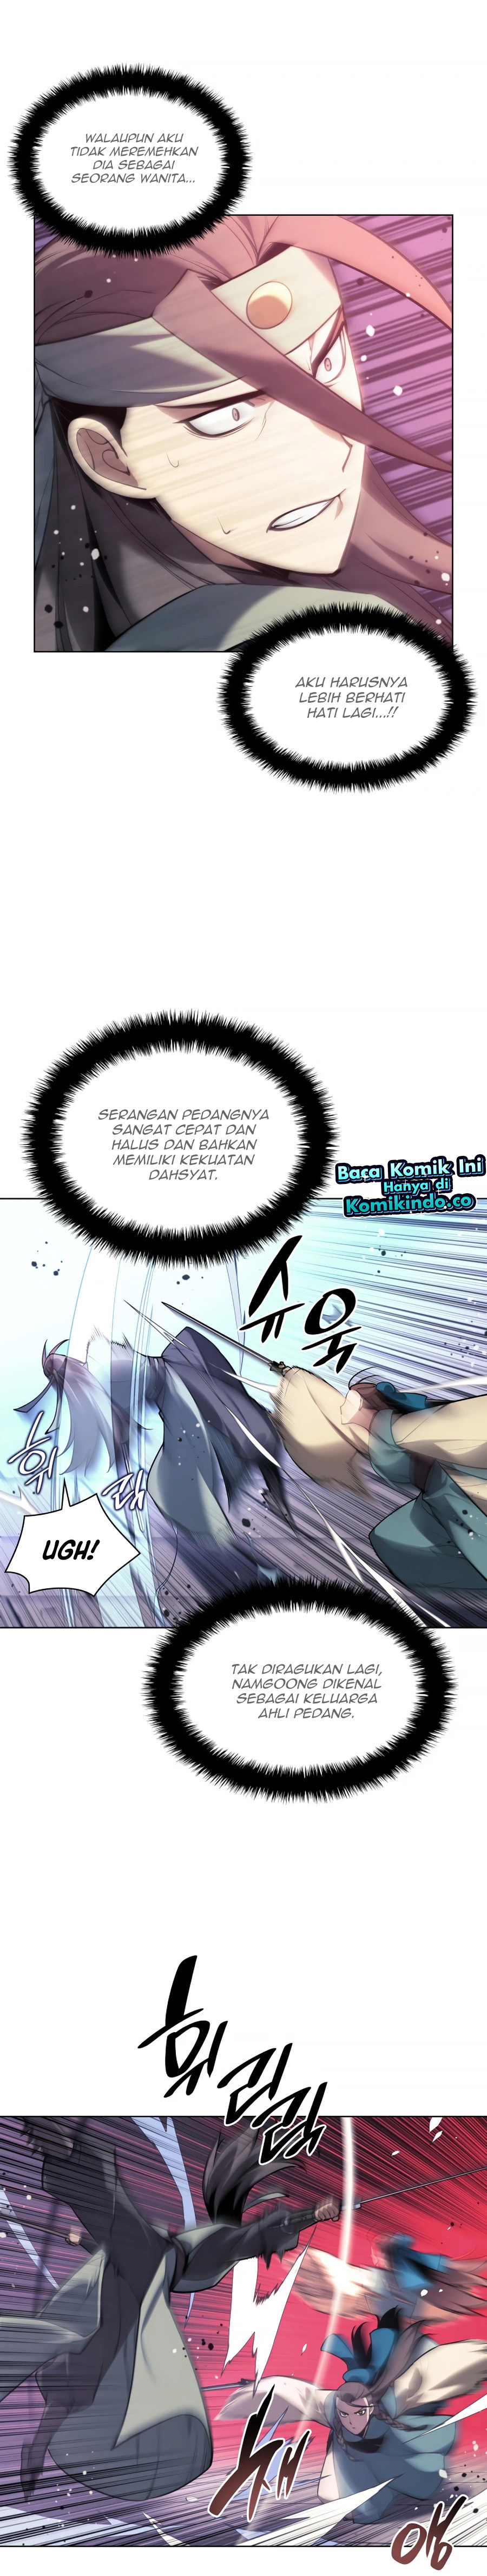 WALAUPUN AKU
TIDAK MEREMEHKAN
DIA SEBAGAI
SEORANG WANITA...
AKU HARUSNYA
LEBIH BERHATI
HATI LAGI...!!
SERANGAN PEDANGNYA
SANGAT CEPAT DAN
HALUS DAN BAHKAN
MEMILIKI KEKUATAN
DAHSYAT.
Baca Komik Ini
Hanya di
Komikindo.co
슈욱
휘
UGH!
TAK DIRAGUKAN LAGI,
NAMGOONG DIKENAL
SEBAGAI KELUARGA
AHLI PEDANG.
휘릭